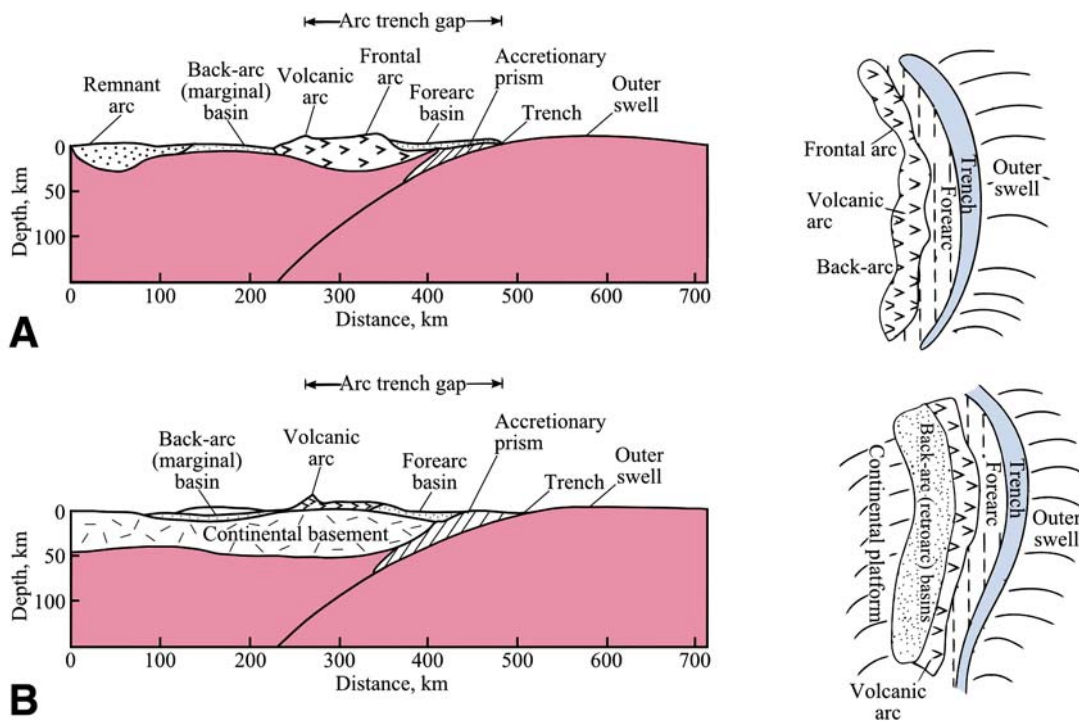 Arc trench gap
Remnant
arc
Back-arc
(marginal)
basin
Volcanic
arc
Frontal
arc
Forearc
basin
Accretionary
prism
Trench
Outer
swell
Depth, km
0
50
100
0
100
200
300
400
500
600
700
Distance, km
A
Frontal arc
Volcanic
arc
Back-arc
Forearc
Trench
Outer
swell
Arc trench gap
Back-arc
(marginal)
basin
Volcanic
arc
Forearc
basin
Accretionary
prism
Trench
Outer
swell
Continental basement
Depth, km
0
50
100
0
100
200
300
400
500
600
700
Distance, km
B
Continental platform
Back-arc (retroarc) basins
Forearc
Trench
Outer
swell
Volcanic
arc